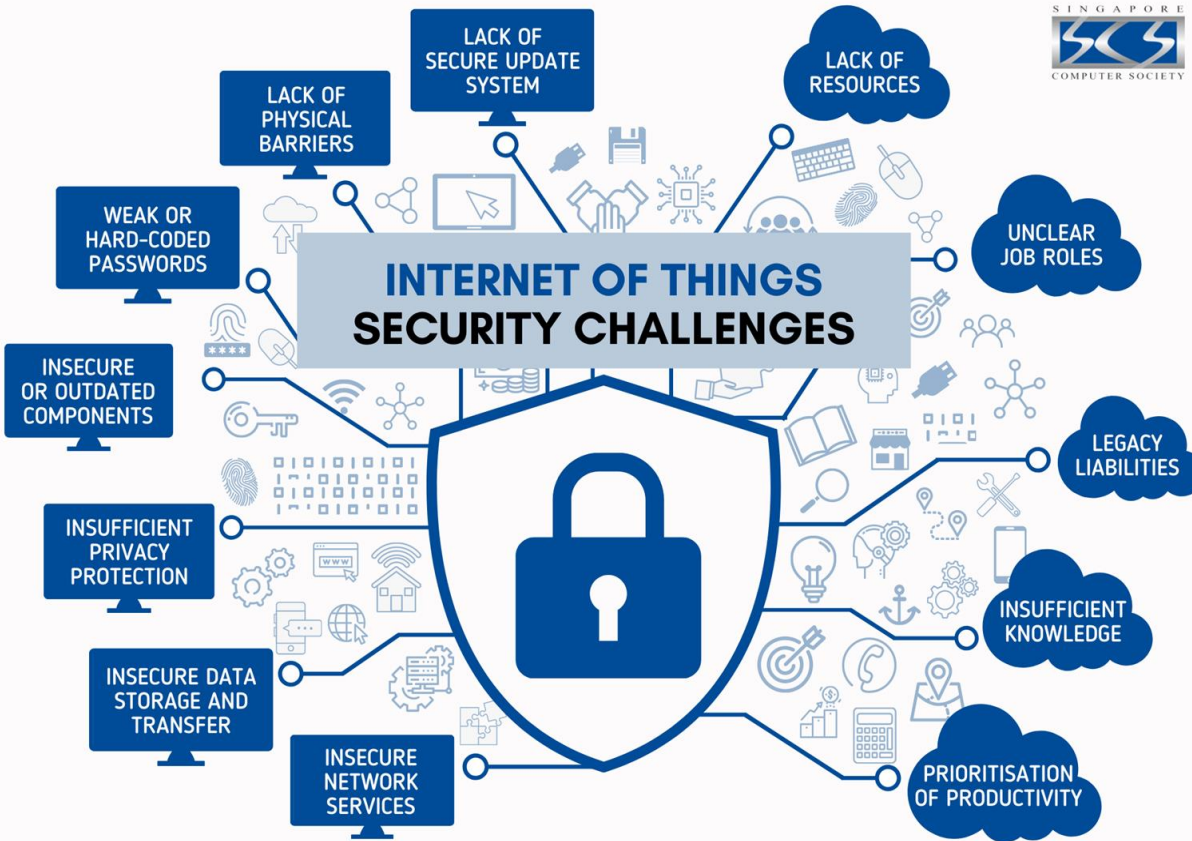 SINGAPORE
SCS
COMPUTER SOCIETY
LACK OF
SECURE UPDATE
SYSTEM
LACK OF
RESOURCES
LACK OF
PHYSICAL
BARRIERS
WEAK OR
HARD-CODED
PASSWORDS
UNCLEAR
JOB ROLES
INTERNET OF THINGS
SECURITY CHALLENGES
****
INSECURE
OR OUTDATED
COMPONENTS
LEGACY
LIABILITIES
INSUFFICIENT
PRIVACY
PROTECTION
WWW
INSUFFICIENT
KNOWLEDGE
INSECURE DATA
STORAGE AND
TRANSFER
INSECURE
NETWORK
SERVICES
$
PRIORITISATION
OF PRODUCTIVITY